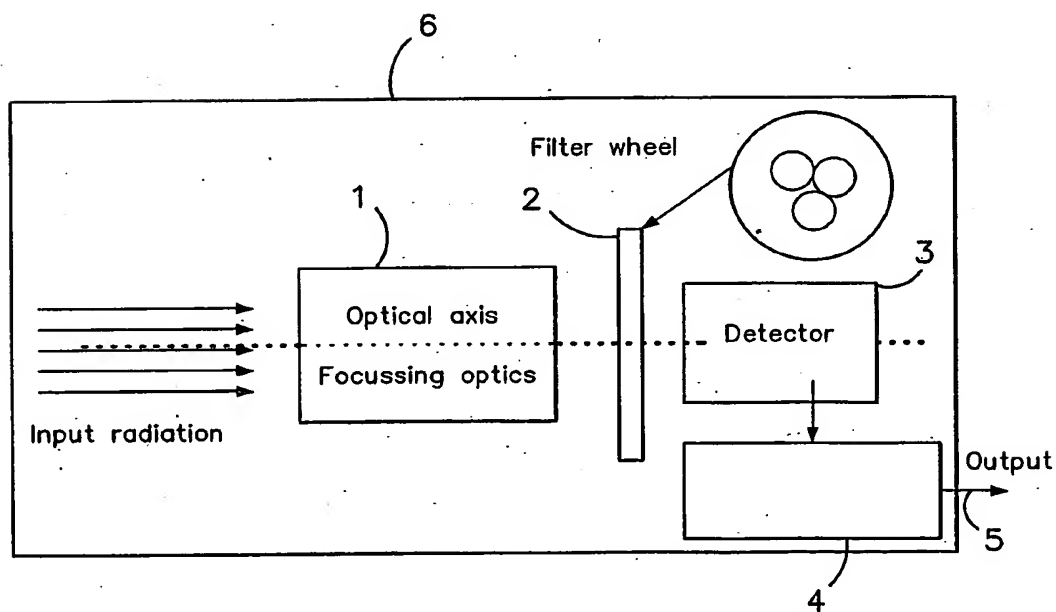 6
Filter wheel
1
2
3
Optical axis
Detector
Focussing optics
Input radiation
Output
5
4